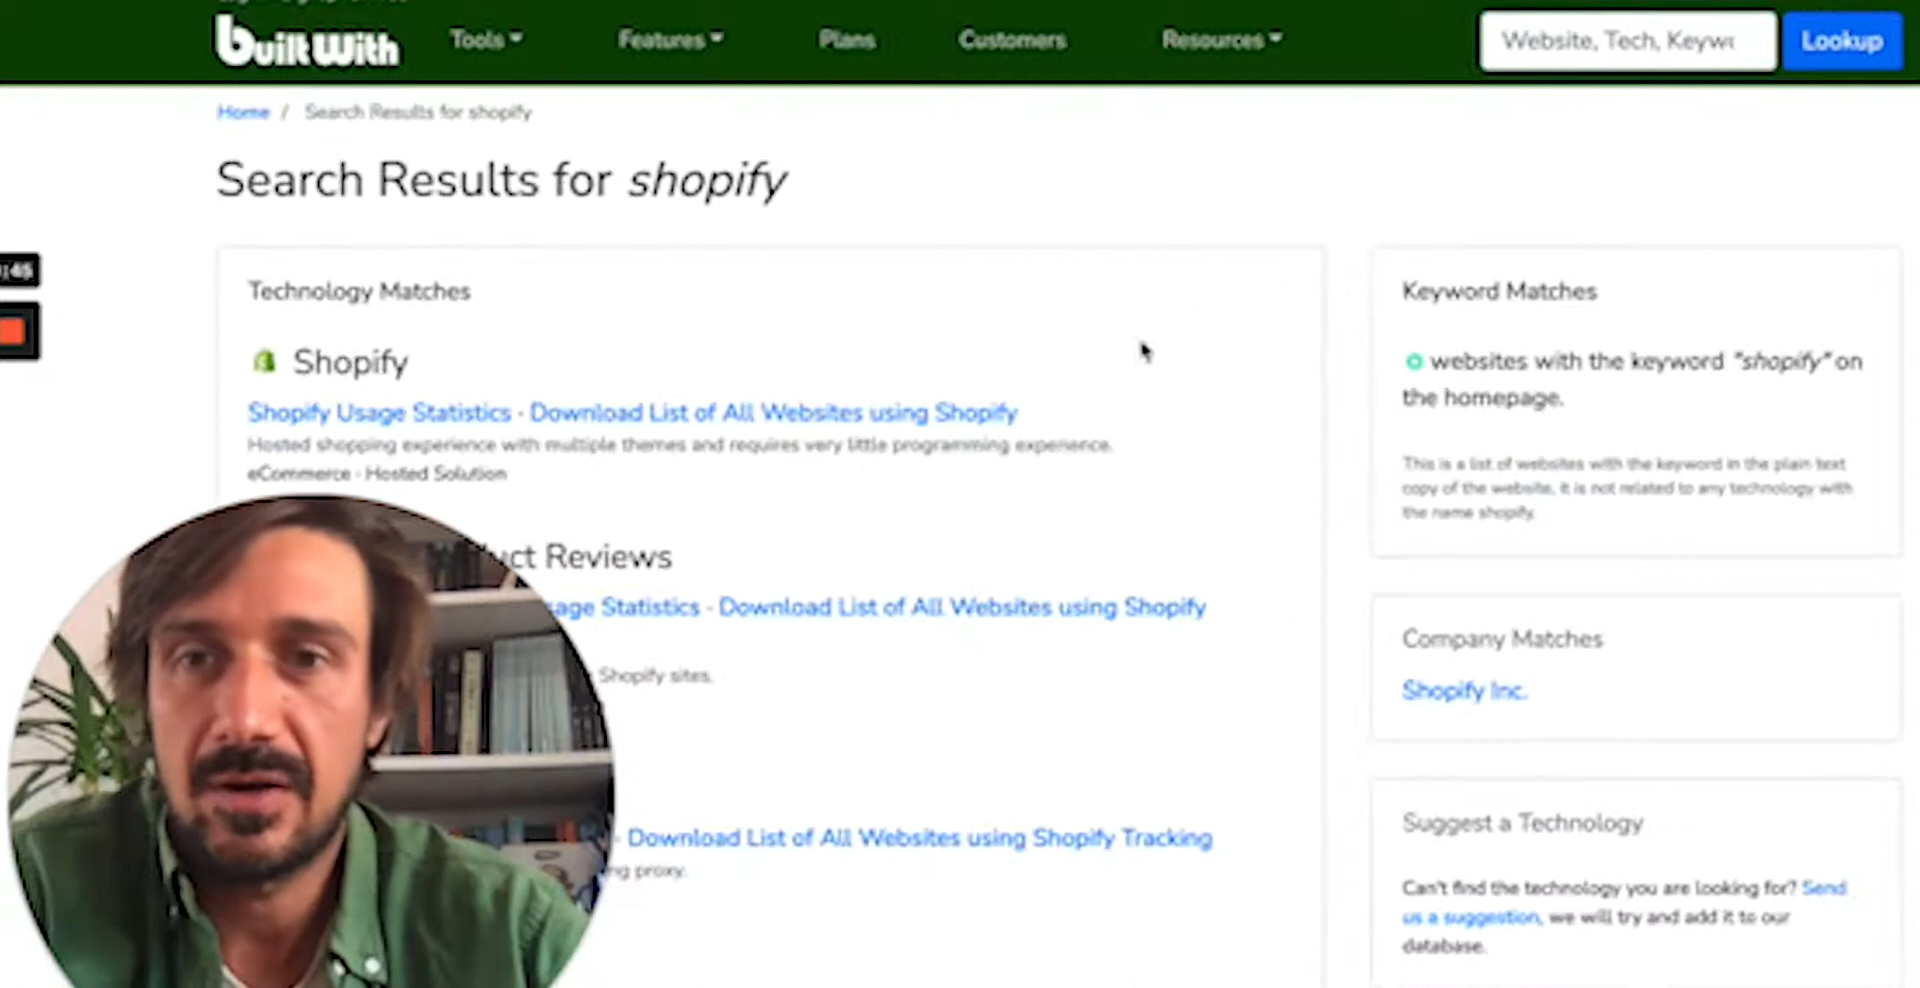 builtwith
Tools
Features
Plans
Customers
Resources
Website, Tech, Keyw
Lookup
Home / Search Results for shopify
Search Results for shopify
:45
Technology Matches
Shopify
Shopify Usage Statistics · Download List of All Websites using Shopify
Hosted shopping experience with multiple themes and requires very little programming experience.
eCommerce · Hosted Solution
uct Reviews
sage Statistics · Download List of All Websites using Shopify
Shopify sites.
· Download List of All Websites using Shopify Tracking
ng proxy.
Keyword Matches
websites with the keyword "shopify" on
the homepage.
This is a list of websites with the keyword in the plain text
copy of the website, it is not related to any technology with
the name shopify.
Company Matches
Shopify Inc.
Suggest a Technology
Can't find the technology you are looking for? Send
us a suggestion, we will try and add it to our
database.